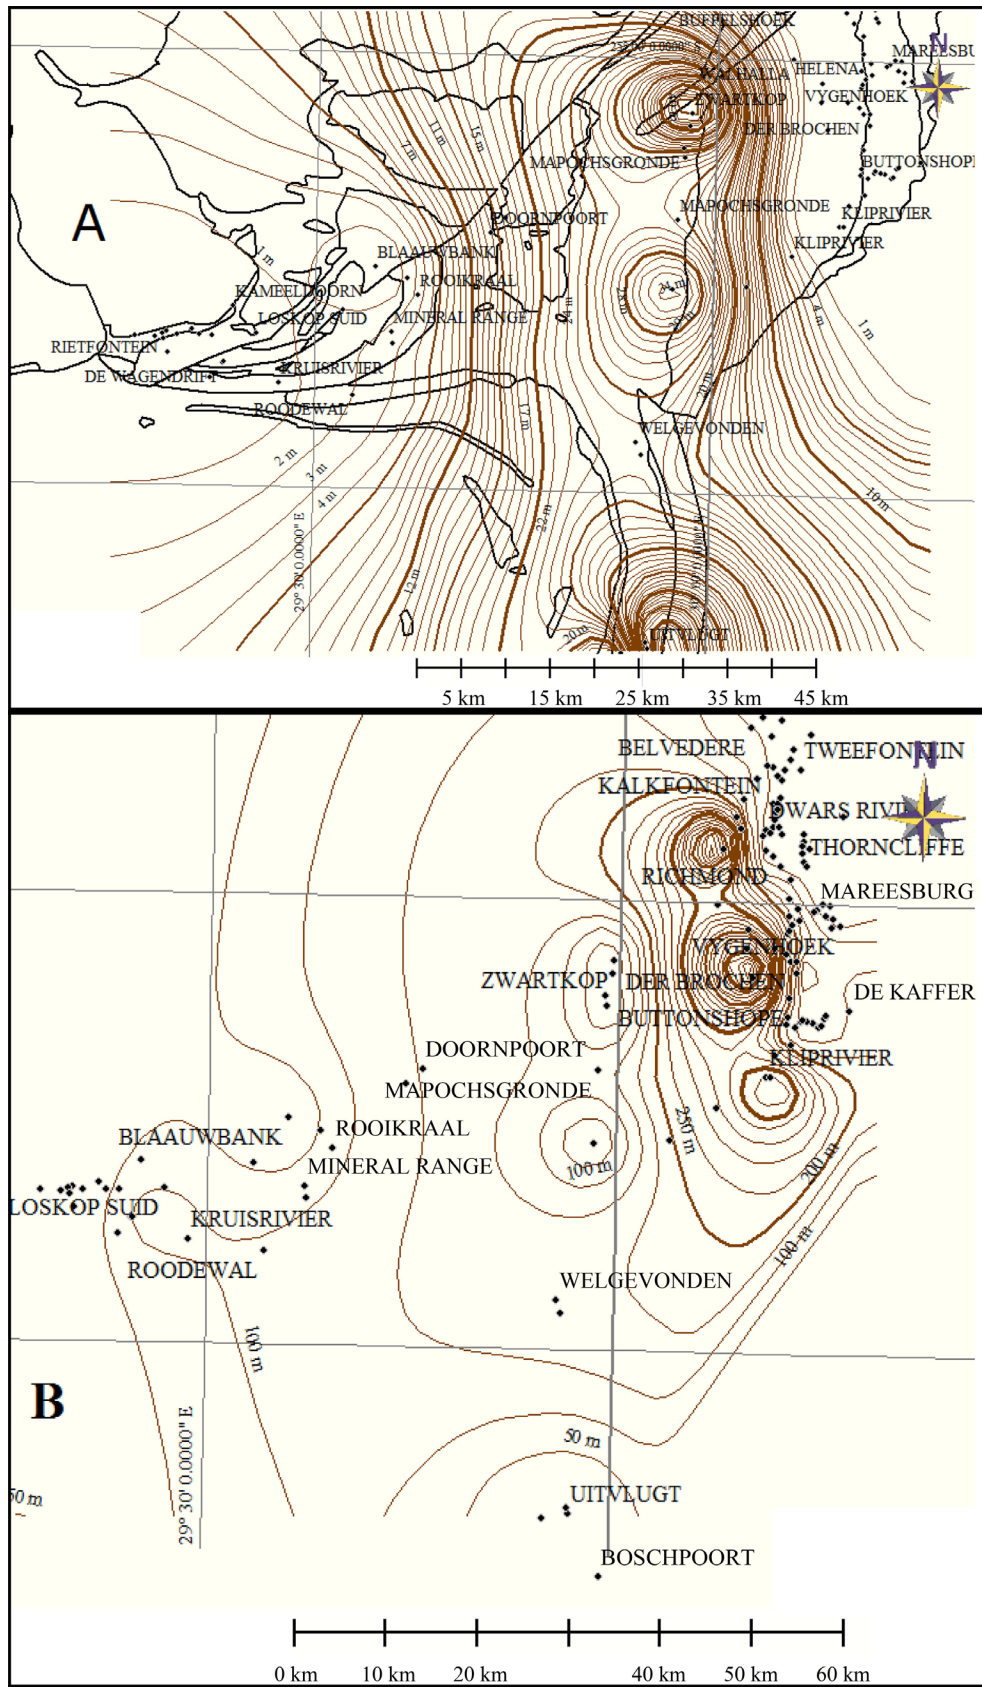 BUFFELSHOEK
N
MAREESBU
WALHALLA
HELENA
ZWARTKOP
VYGENHOEK
DER BROCHEN
7 m
11 m
15 m
MAPOCHSGRONDE
BUTTONSHOPE
A
DOORNPOORT
MAPOCHSGRONDE
KLIPRIVIER
KLIPRIVIER
1 m
BLAAUWBANK
KAMEELDOORN
ROOIKRAAL
28 m
24 m
4 m
1 m
LOSKOP SUID
MINERAL RANGE
RIETFONTEIN
DE WAGENDRIFT
KRUISRIVIER
20 m
ROODEWAL
17 m
WELGEVONDEN
2 m
3 m
4 m
10 m
22 m
29° 30' 0.0000" E
12 m
20 m
UITVLUGT
5 km 15 km 25 km 35 km 45 km
BELVEDERE
TWEEFONTEIN
N
KALKFONTEIN
DWARS RIVI
THORNCLIFFE
RICHMOND
MAREESBURG
VYGENHOEK
ZWARTKOP
DER BROCHEN
DE KAFFER
BUTTONSHOPE
DOORNPOORT
KLIPRIVIER
MAPOCHSGRONDE
250 m
ROOIKRAAL
BLAAUWBANK
MINERAL RANGE
100 m
200 m
LOSKOP SUID
KRUISRIVIER
100 m
ROODEWAL
WELGEVONDEN
100 m
B
50 m
29° 30' 0.0000" E
50 m
UITVLUGT
BOSCHPOORT
0 km 10 km 20 km 40 km 50 km 60 km